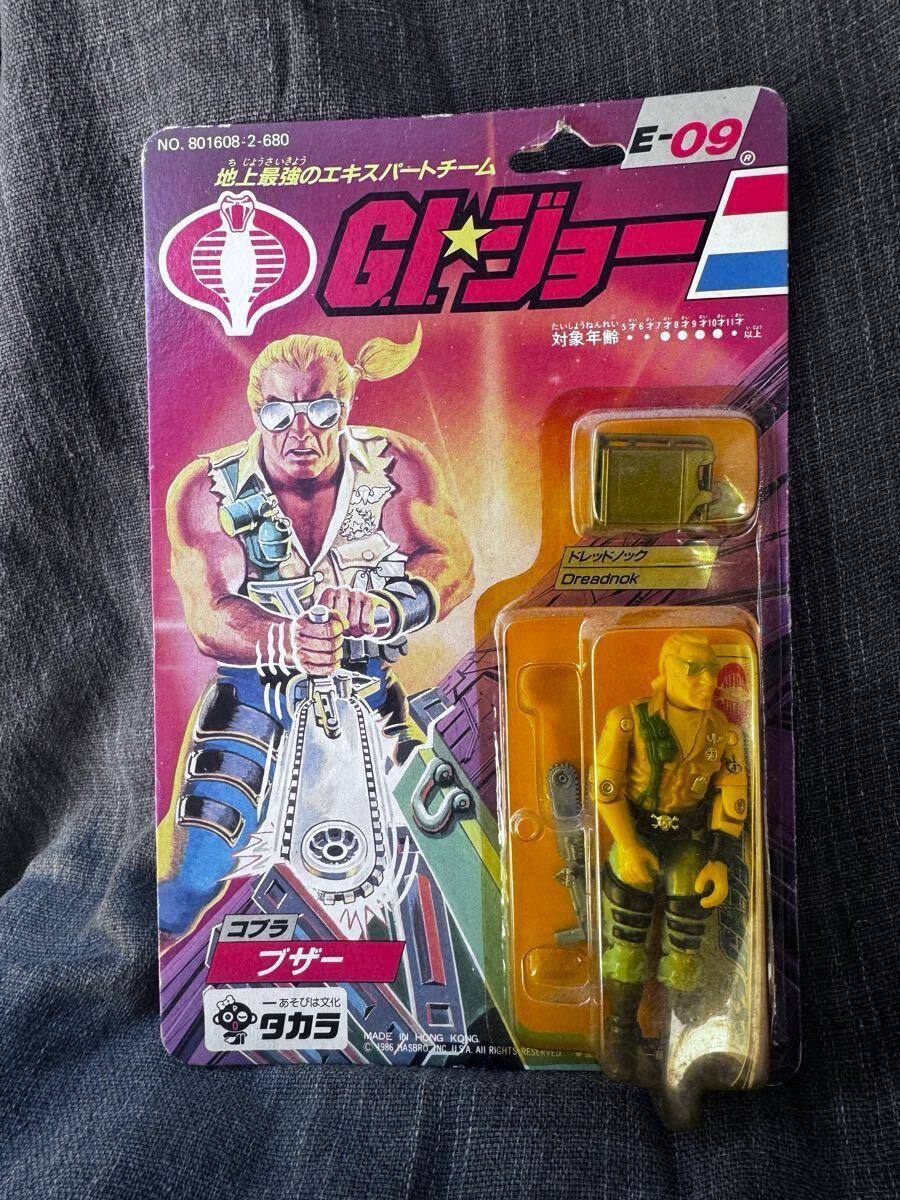 NO. 801608-2-680
E-09
®
ちじょうさいきょう
地上最強のエキスパートチーム
G.I.★ジョー
たいしょうねんれい
対象年齢 5才6才7才8才9才10才11才以上
ドレッドノック
Dreadnok
コブラ
ブザー
ーあそびは文化
タカラ
MADE IN HONG KONG
© 1986 HASBRO, INC. U.S.A. All RIGHTS RESERVED.